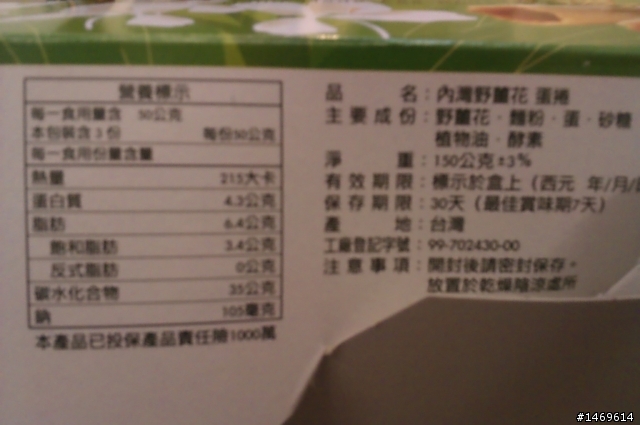 營養標示
每一食用量含 50公克
本包裝含3份 每份50公克
每一食用份量含量
熱量 215大卡
蛋白質 4.3公克
脂肪 6.4公克
飽和脂肪 3.4公克
反式脂肪 0公克
碳水化合物 35公克
鈉 105毫克
本產品已投保產品責任險1000萬
品名：內灣野薑花 蛋捲
主要成份：野薑花·麵粉·蛋·砂糖
植物油·酵素
淨重：150公克±3%
有效期限：標示於盒上（西元 年/月/
保存期限：30天（最佳賞味期7天）
產地：台灣
工廠登記字號：99-702430-00
注意事項：開封後請密封保存。
放置於乾燥陰涼處所
#1469614